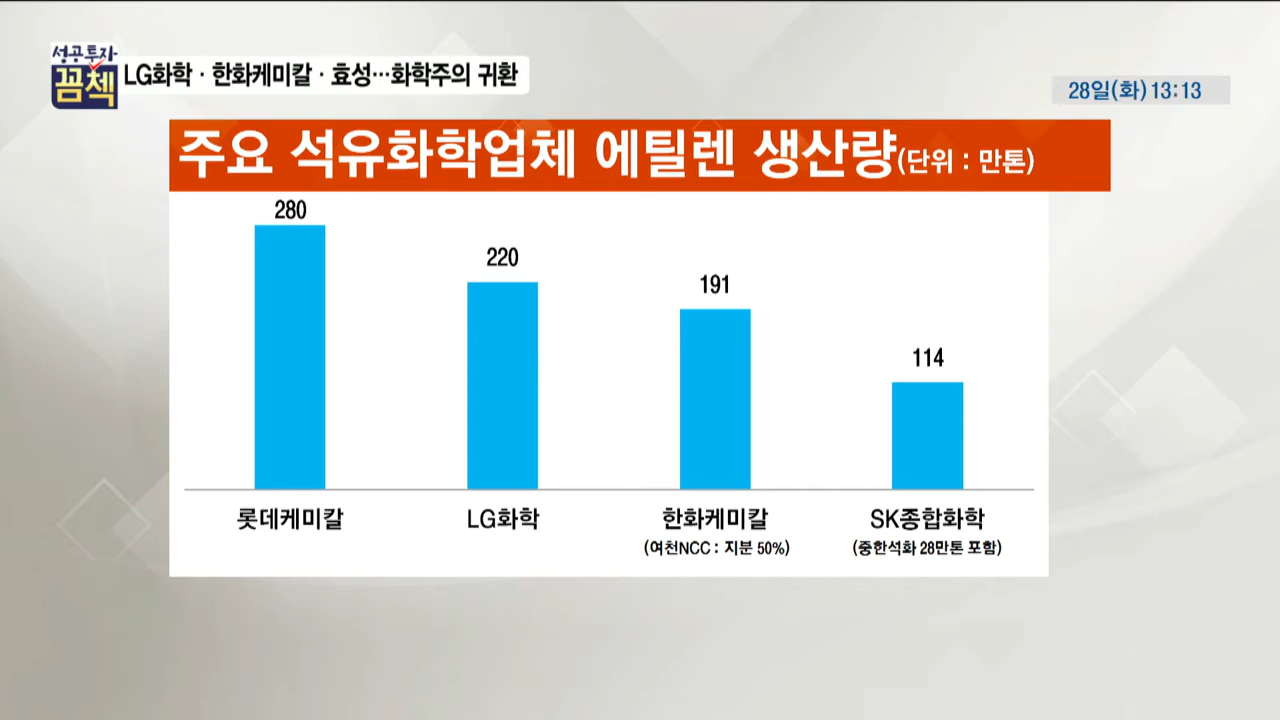 성공투자
꼼첵
LG화학·한화케미칼·효성…화학주의 귀환
28일(화) 13:13
주요 석유화학업체 에틸렌 생산량(단위 : 만톤)
280
220
191
114
롯데케미칼
LG화학
한화케미칼
SK종합화학
(여천NCC : 지분 50%)
(중한석화 28만톤 포함)